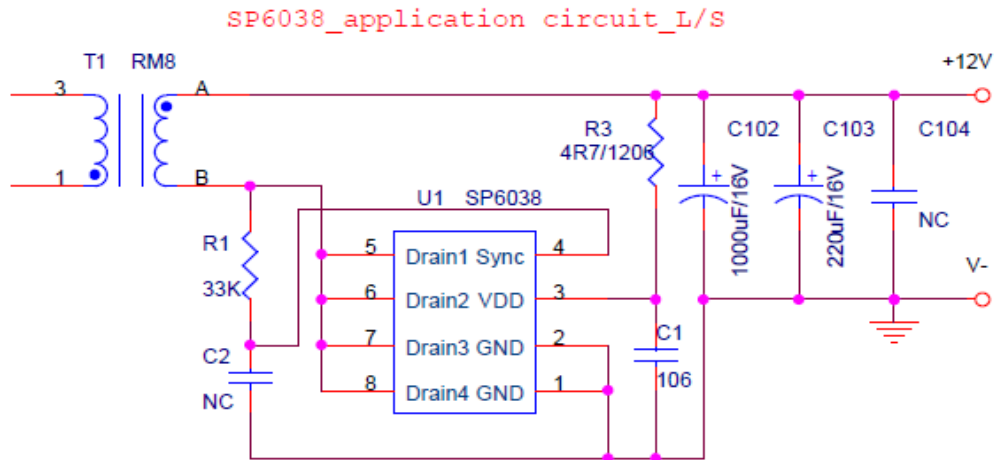 SP6038_application circuit_L/S
T1 RM8
+12V
3 A
R3
4R7/1206
C102
C103
C104
1 B
U1 SP6038
1000uF/16V
220uF/16V
NC
R1
33K
5 Drain1 Sync 4
V-
6 Drain2 VDD 3
7 Drain3 GND 2
C1
106
C2
NC
8 Drain4 GND 1